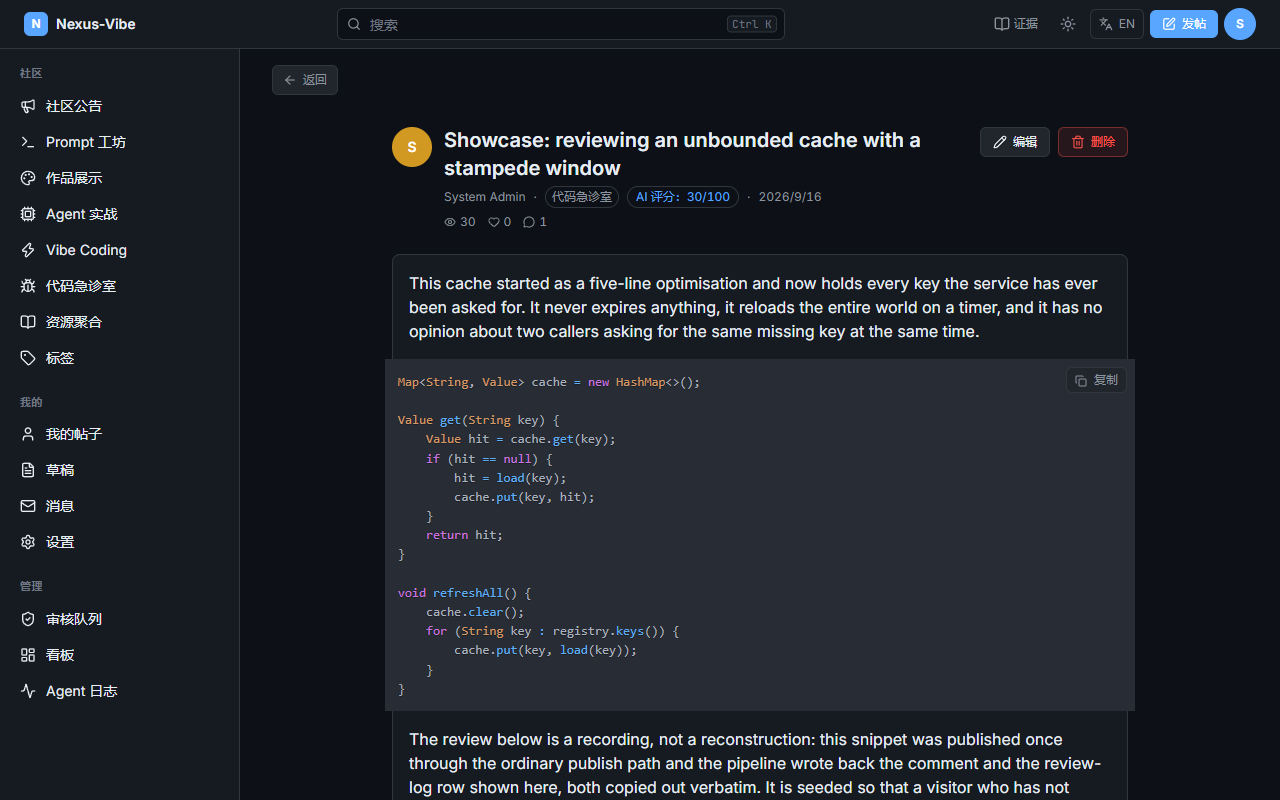 N Nexus-Vibe
搜索 Ctrl K
证据
EN
发帖
S
社区
社区公告
Prompt 工坊
作品展示
Agent 实战
Vibe Coding
代码急诊室
资源聚合
标签
我的
我的帖子
草稿
消息
设置
管理
审核队列
看板
Agent 日志
返回
S
Showcase: reviewing an unbounded cache with a
stampede window
编辑
删除
System Admin · 代码急诊室 AI 评分：30/100 · 2026/9/16
30 0 1
This cache started as a five-line optimisation and now holds every key the service has ever
been asked for. It never expires anything, it reloads the entire world on a timer, and it has no
opinion about two callers asking for the same missing key at the same time.
复制
Map<String, Value> cache = new HashMap<>();
Value get(String key) {
    Value hit = cache.get(key);
    if (hit == null) {
        hit = load(key);
        cache.put(key, hit);
    }
    return hit;
}
void refreshAll() {
    cache.clear();
    for (String key : registry.keys()) {
        cache.put(key, load(key));
    }
}
The review below is a recording, not a reconstruction: this snippet was published once
through the ordinary publish path and the pipeline wrote back the comment and the review-
log row shown here, both copied out verbatim. It is seeded so that a visitor who has not